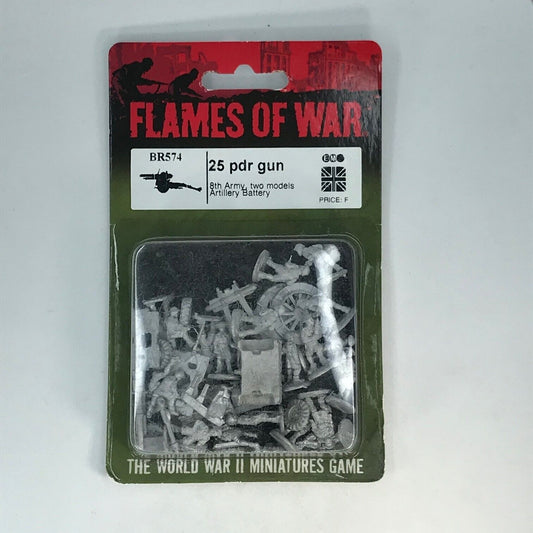 FLAMES OF WAR
BR574
25 pdr gun
8th Army, two models
Artillery Battery
EM
PRICE: F
THE WORLD WAR II MINIATURES GAME